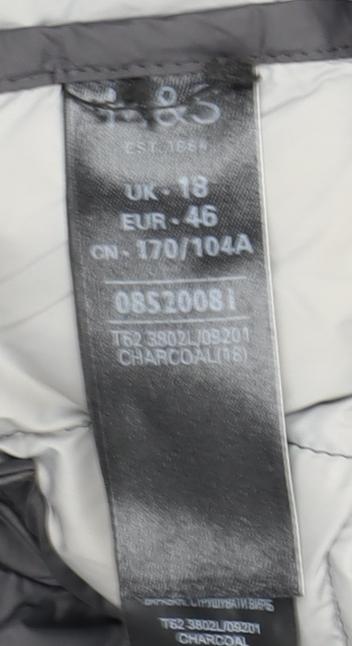 M&S
EST. 1884
UK - 18
EUR - 46
CN - 170/104A
08520081
T62 3802L/09201
CHARCOAL(18)
T62 3802L/09201
CHARCOAL